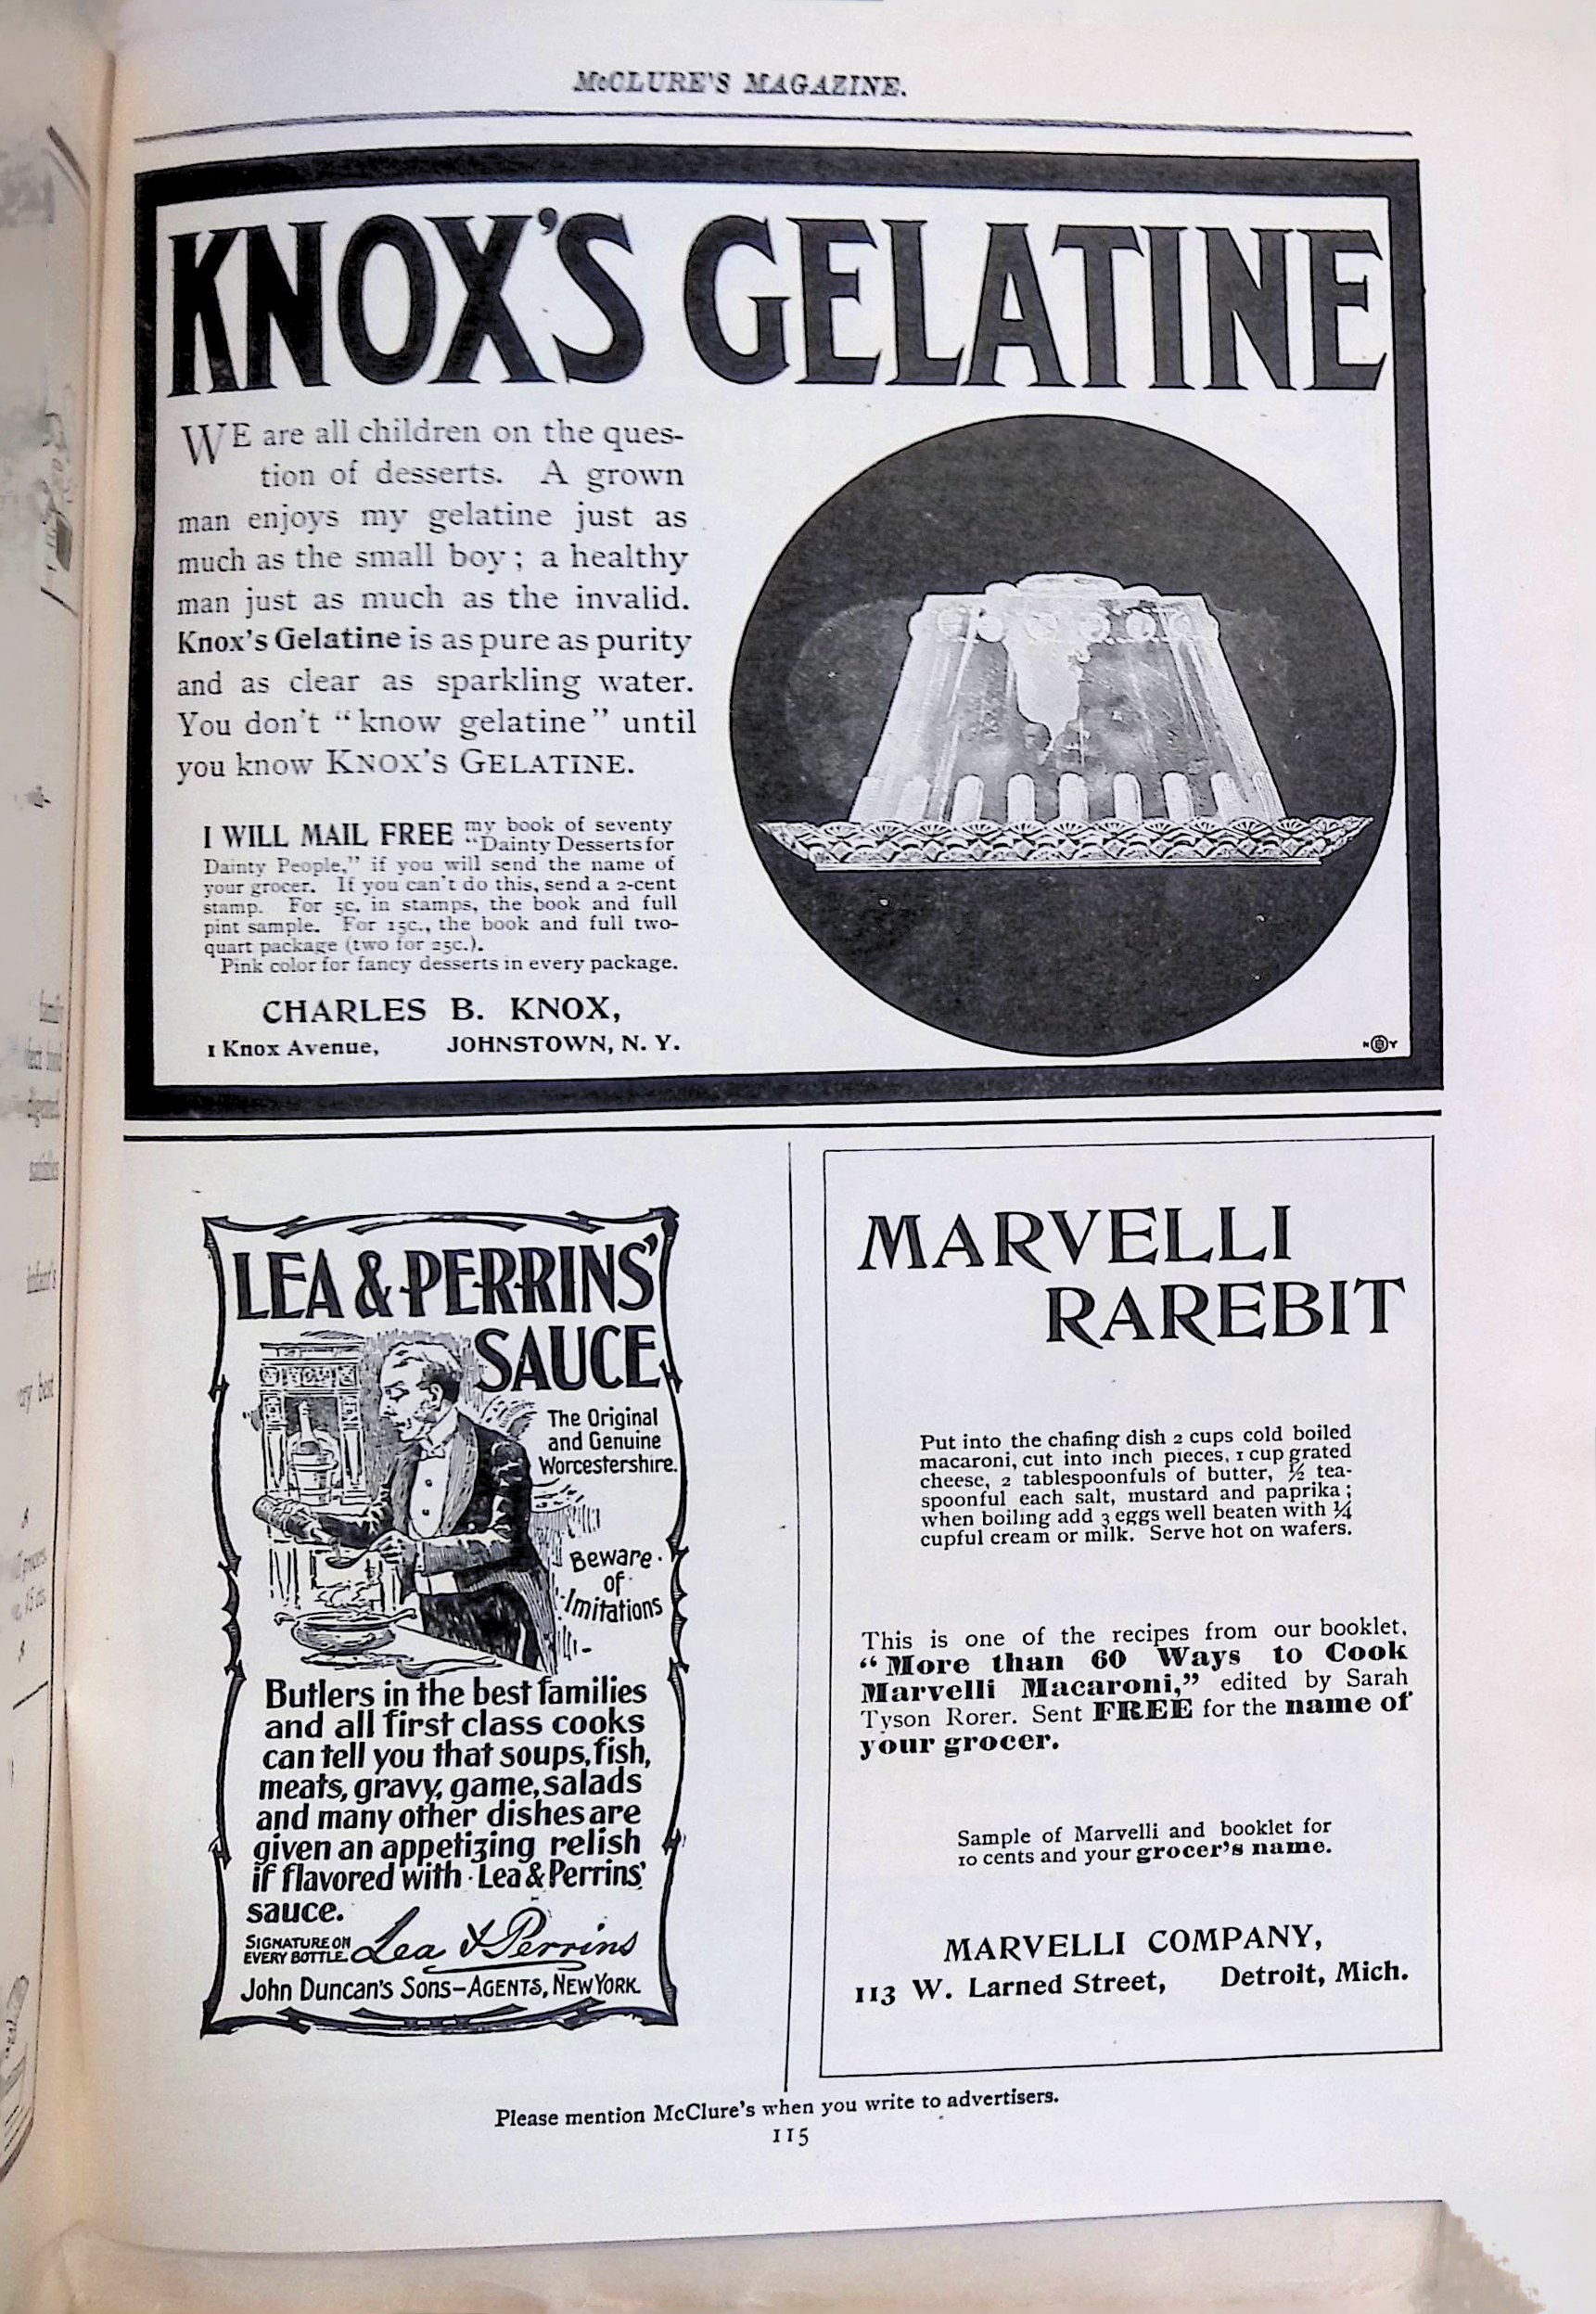 McCLURE'S MAGAZINE.
KNOX'S GELATINE
WE are all children on the ques-
tion of desserts. A grown
man enjoys my gelatine just as
much as the small boy; a healthy
man just as much as the invalid.
Knox's Gelatine is as pure as purity
and as clear as sparkling water.
You don't "know gelatine" until
you know KNOX'S GELATINE.
I WILL MAIL FREE my book of seventy
"Dainty Desserts for
Dainty People," if you will send the name of
your grocer. If you can't do this, send a 2-cent
stamp. For 5c. in stamps, the book and full
pint sample. For 15c., the book and full two-
quart package (two for 25c.).
Pink color for fancy desserts in every package.
CHARLES B. KNOX,
1 Knox Avenue, JOHNSTOWN, N. Y.
LEA & PERRINS'
SAUCE
The Original
and Genuine
Worcestershire.
Beware
of
Imitations
Butlers in the best families
and all first class cooks
can tell you that soups, fish,
meats, gravy, game, salads
and many other dishes are
given an appetizing relish
if flavored with Lea & Perrins'
sauce.
SIGNATURE ON
EVERY BOTTLE. Lea & Perrins
John Duncan's Sons—AGENTS, NEW YORK.
MARVELLI
RAREBIT
Put into the chafing dish 2 cups cold boiled
macaroni, cut into inch pieces, 1 cup grated
cheese, 2 tablespoonfuls of butter, ½ tea-
spoonful each salt, mustard and paprika;
when boiling add 3 eggs well beaten with ¼
cupful cream or milk. Serve hot on wafers.
This is one of the recipes from our booklet,
"More than 60 Ways to Cook
Marvelli Macaroni," edited by Sarah
Tyson Rorer. Sent FREE for the name of
your grocer.
Sample of Marvelli and booklet for
10 cents and your grocer's name.
MARVELLI COMPANY,
113 W. Larned Street, Detroit, Mich.
Please mention McClure's when you write to advertisers.
115